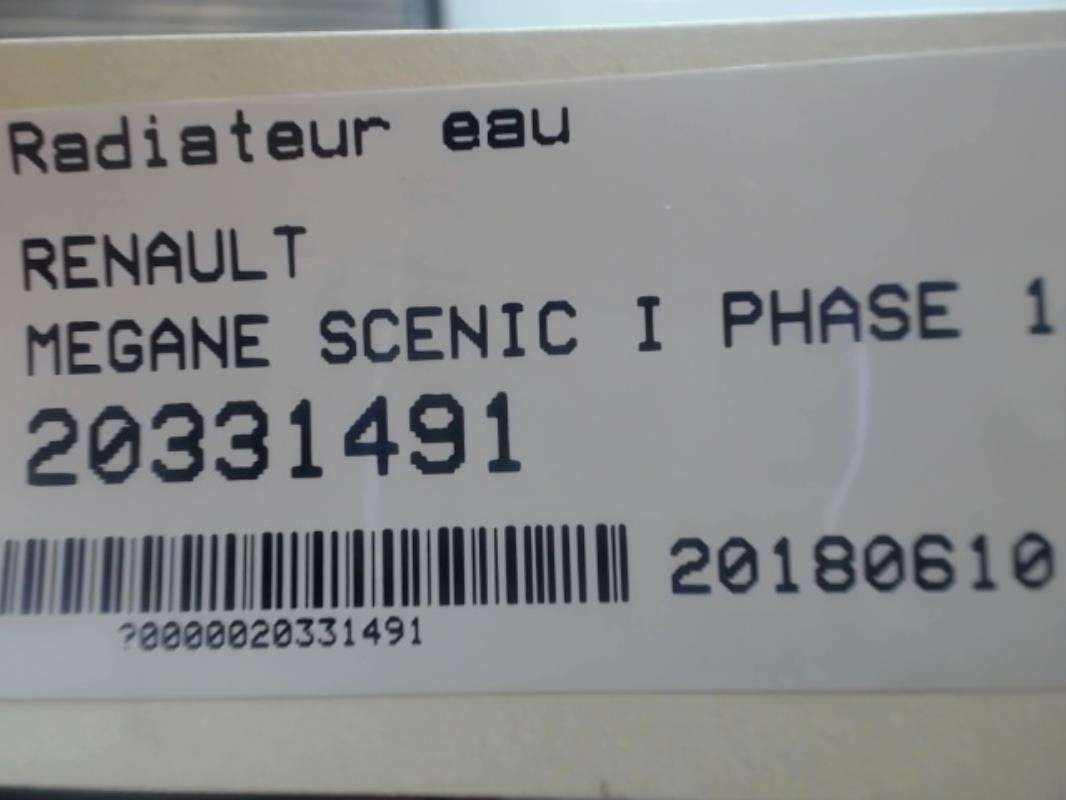 Radiateur eau
RENAULT
MEGANE SCENIC I PHASE 1
20331491
20180610
?0000020331491